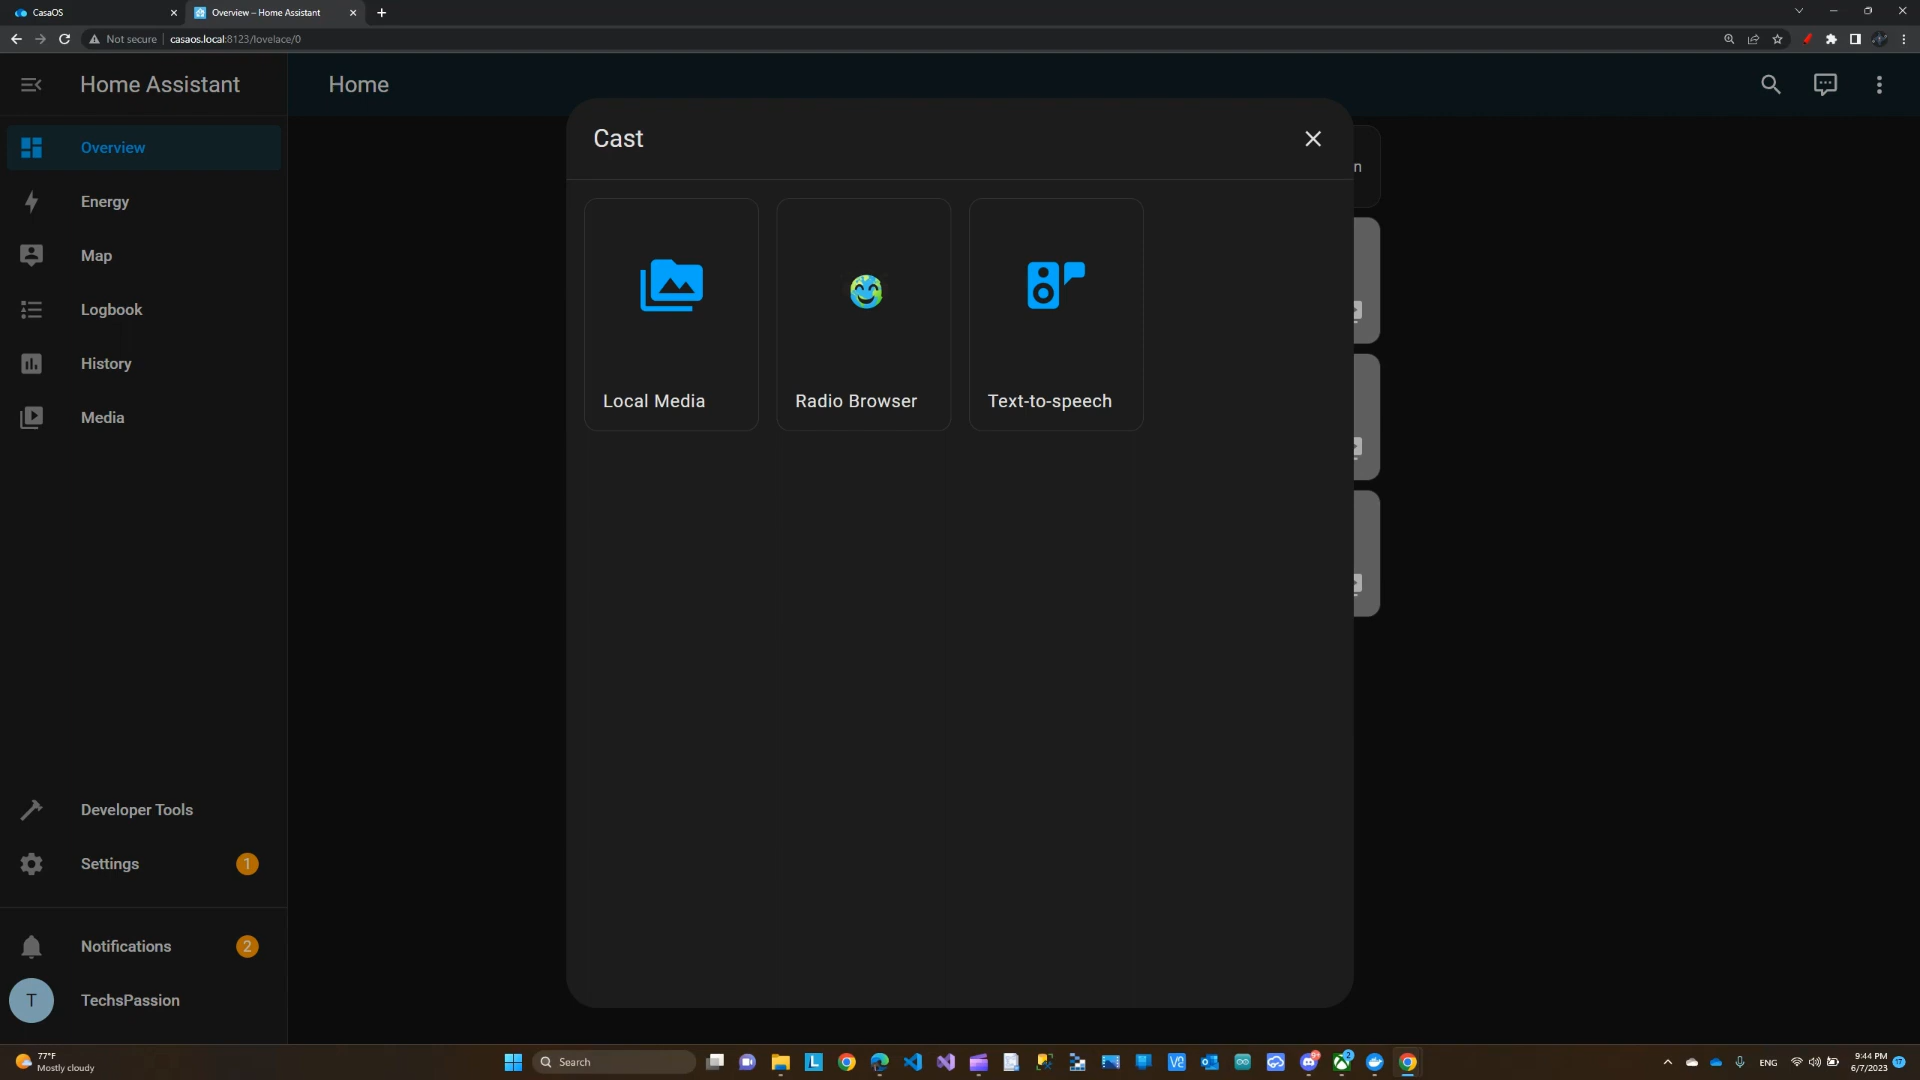 CasaOS
Overview – Home Assistant
Not secure
casaos.local:8123/lovelace/0
Home Assistant
Home
Overview
Energy
Map
Logbook
History
Media
Developer Tools
Settings
1
Notifications
2
T
TechsPassion
Cast
n
Local Media
Radio Browser
Text-to-speech
77°F
Mostly cloudy
Search
L
2
ENG
9:44 PM
6/7/2023